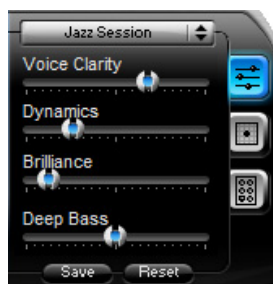 Jazz Session
Voice Clarity
Dynamics
Brilliance
Deep Bass
Save Reset